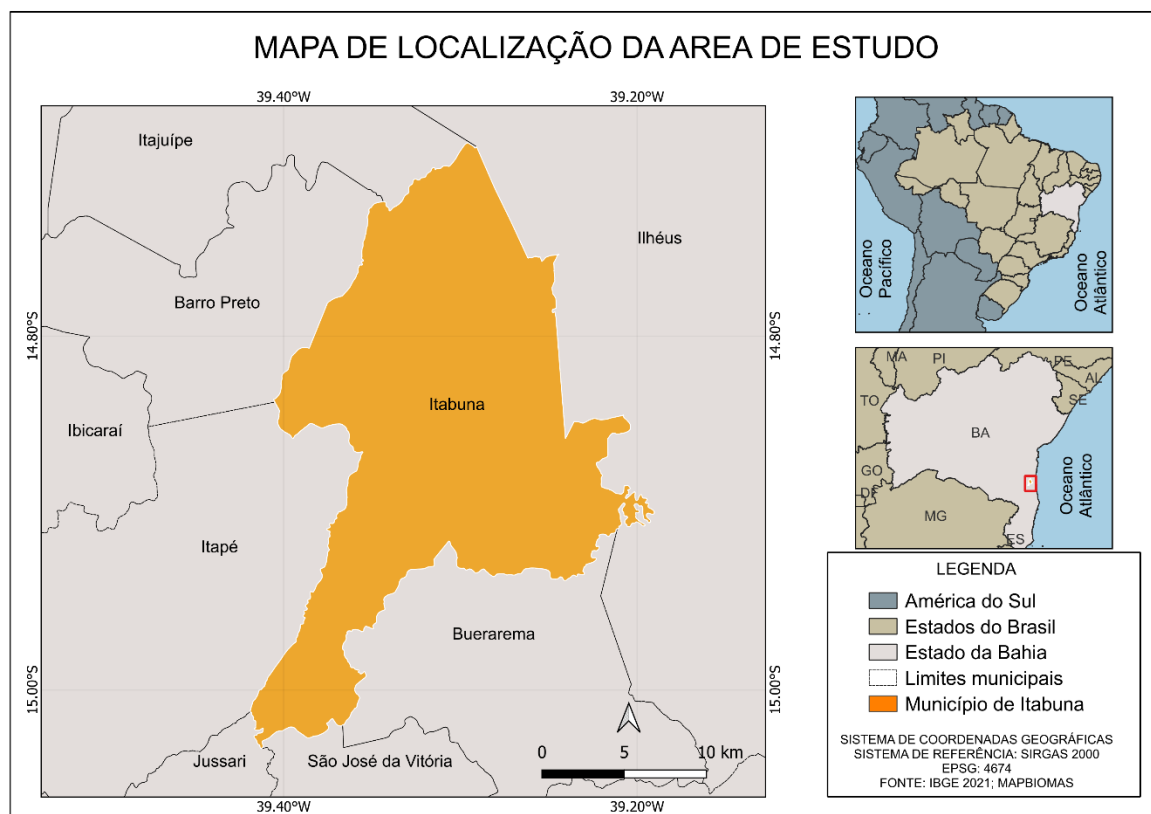 MAPA DE LOCALIZAÇÃO DA AREA DE ESTUDO
39.40°W
39.20°W
Itajuípe
Ilhéus
Barro Preto
14.80°S
14.80°S
Itabuna
Ibicaraí
Itapé
Buerarema
15.00°S
15.00°S
Jussari
São José da Vitória
0
5
10 km
39.40°W
39.20°W
Oceano
Pacífico
Oceano
Atlântico
MA
PI
PE
AL
SE
TO
BA
GO
DF
MG
ES
Oceano
Atlântico
LEGENDA
América do Sul
Estados do Brasil
Estado da Bahia
Limites municipais
Município de Itabuna
SISTEMA DE COORDENADAS GEOGRÁFICAS
SISTEMA DE REFERÊNCIA: SIRGAS 2000
EPSG: 4674
FONTE: IBGE 2021; MAPBIOMAS